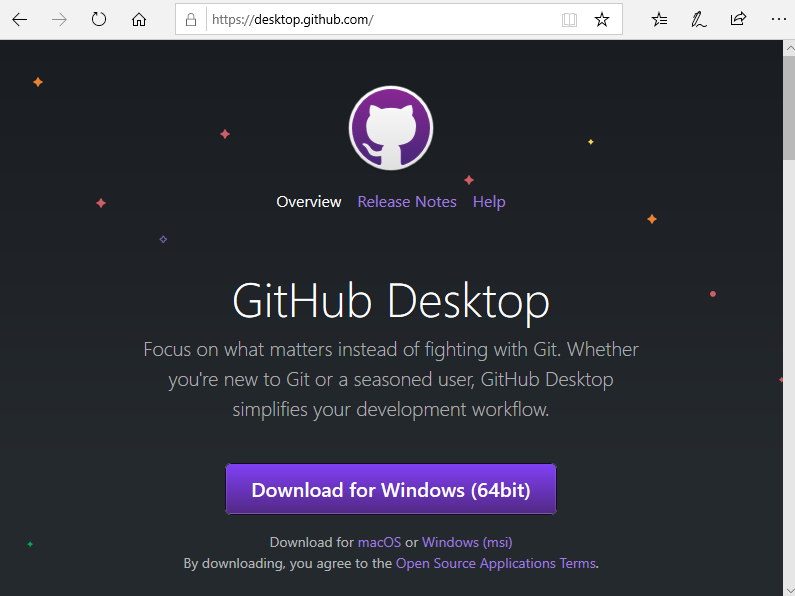 https://desktop.github.com/
Overview Release Notes Help
GitHub Desktop
Focus on what matters instead of fighting with Git. Whether
you're new to Git or a seasoned user, GitHub Desktop
simplifies your development workflow.
Download for Windows (64bit)
Download for macOS or Windows (msi)
By downloading, you agree to the Open Source Applications Terms.